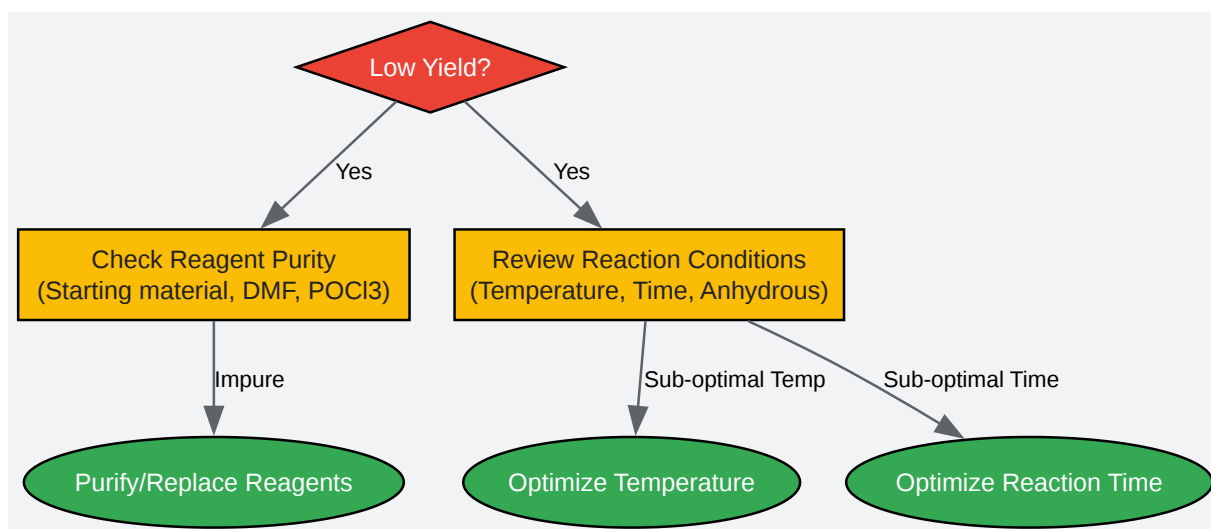 Low Yield?
Yes
Yes
Check Reagent Purity
(Starting material, DMF, POCl3)
Review Reaction Conditions
(Temperature, Time, Anhydrous)
Impure
Sub-optimal Temp
Sub-optimal Time
Purify/Replace Reagents
Optimize Temperature
Optimize Reaction Time